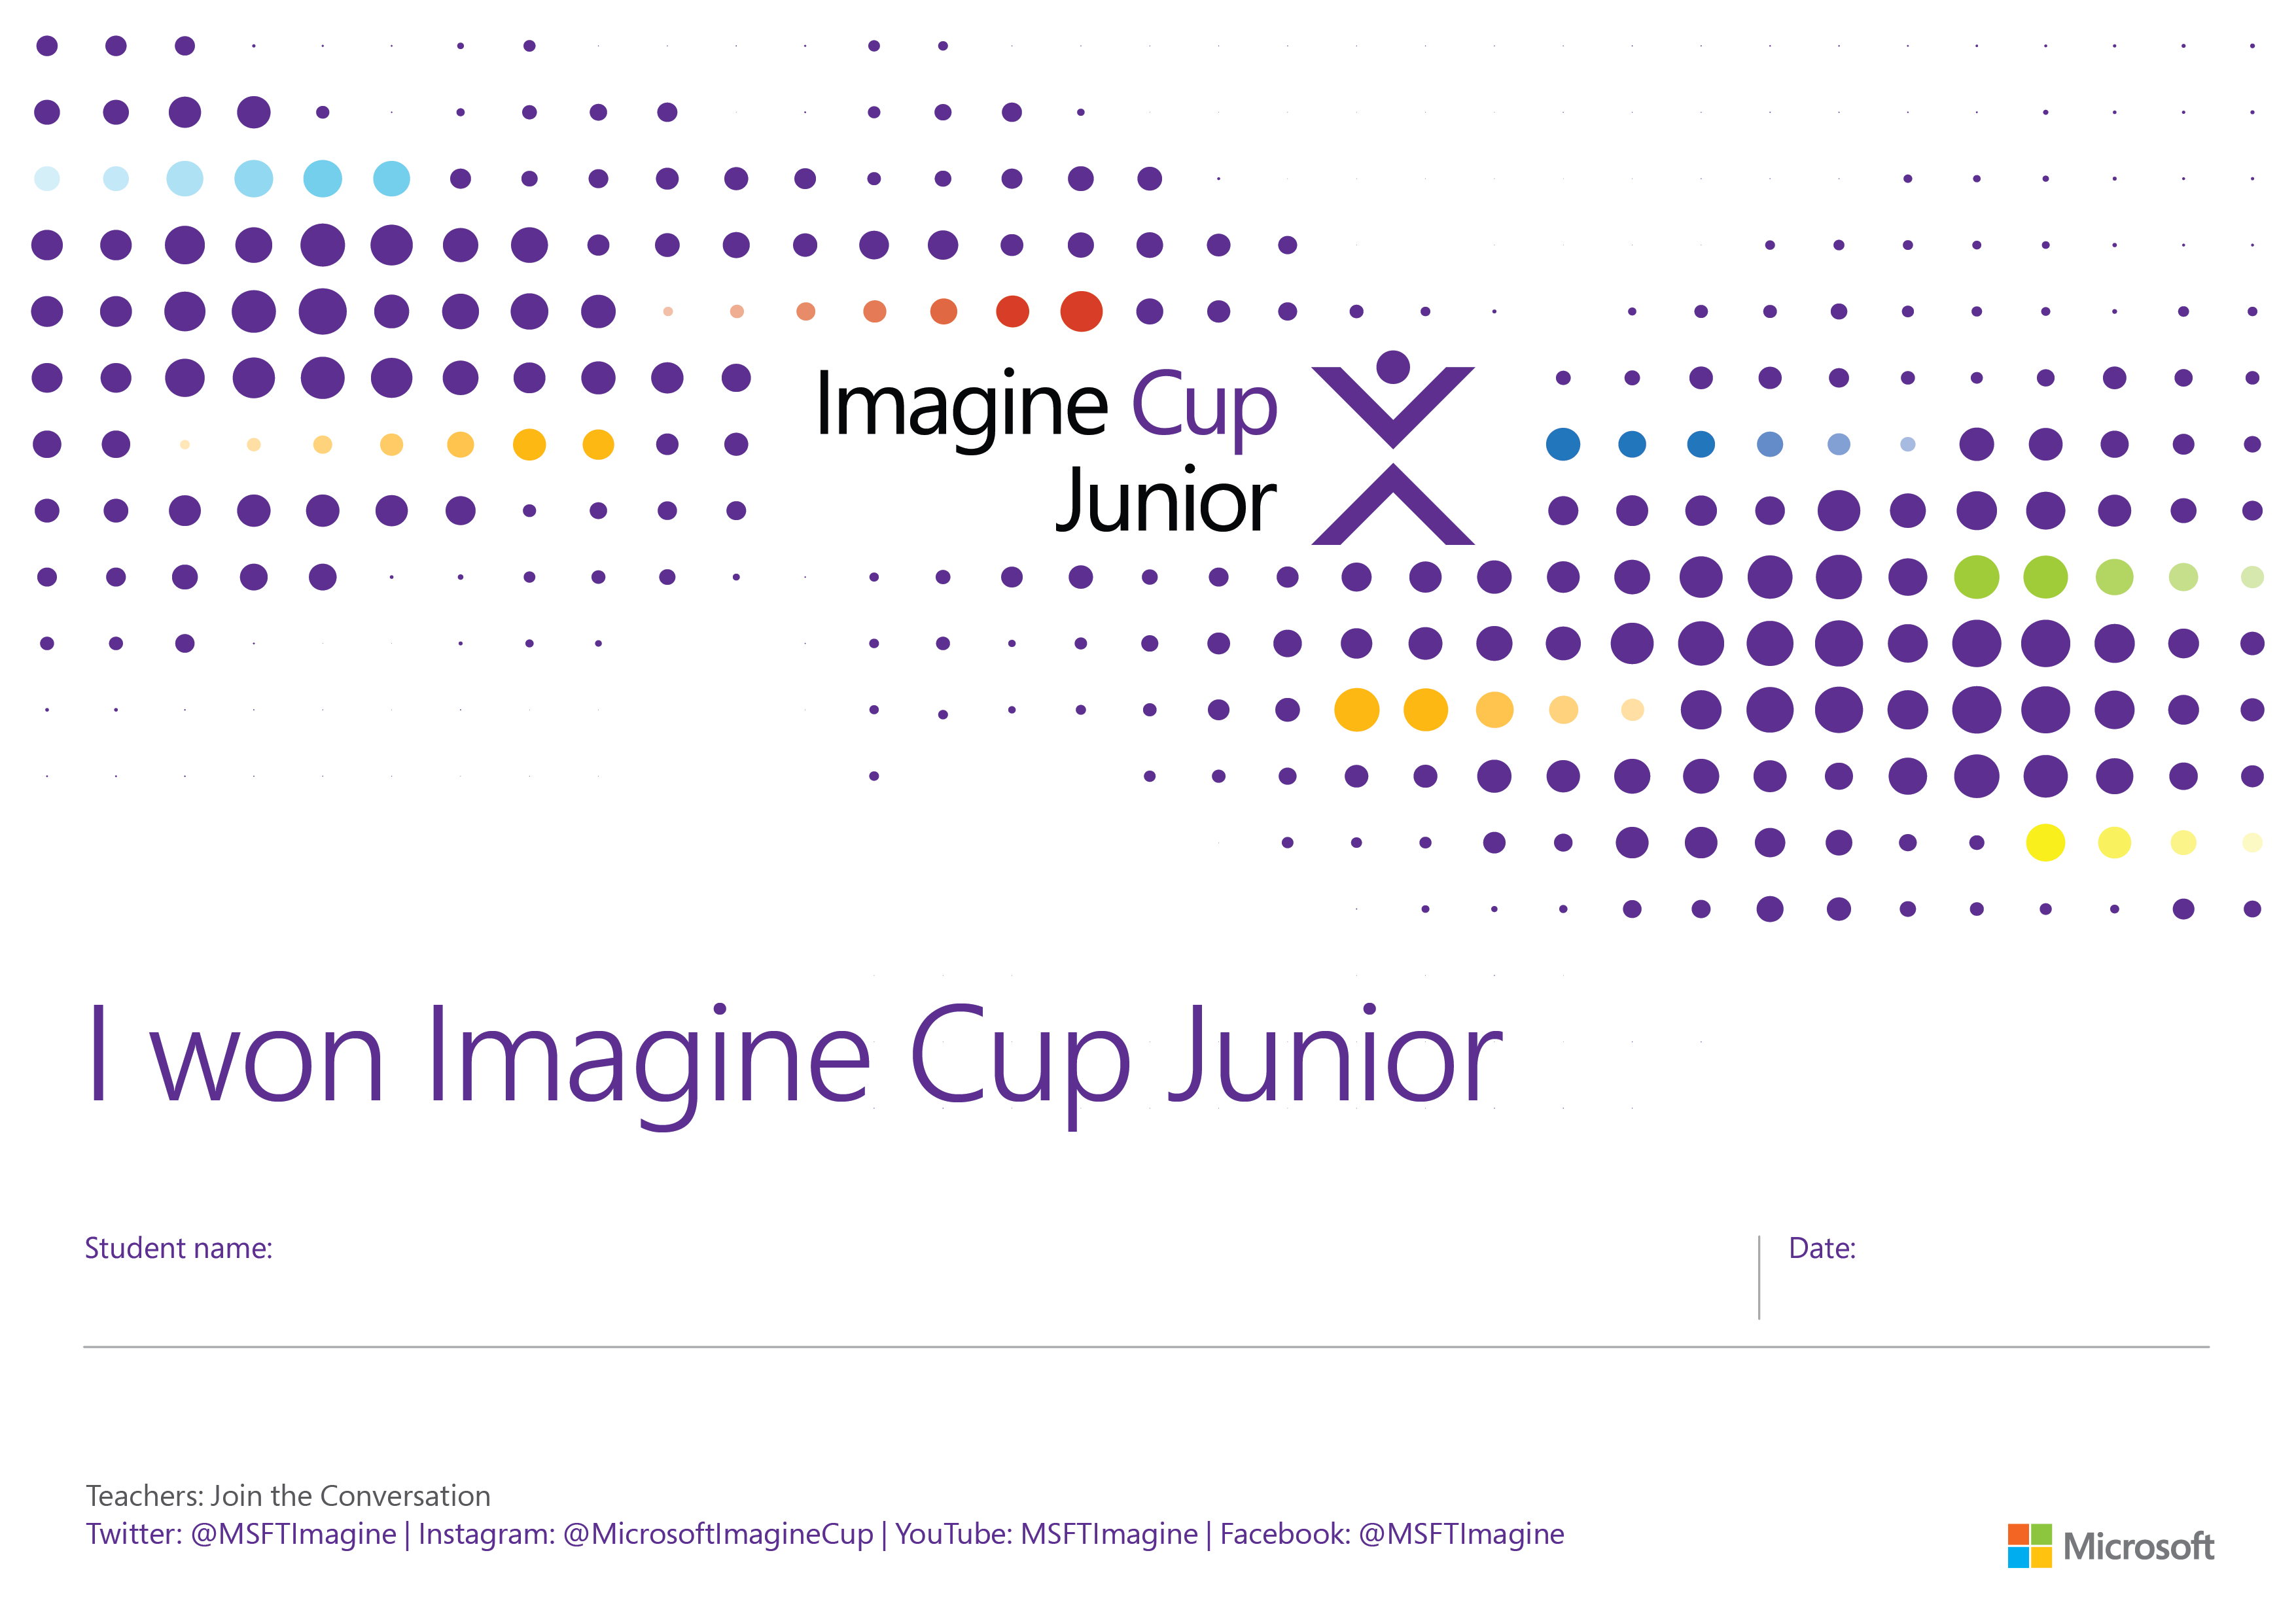 Imagine Cup
Junior
I won Imagine Cup Junior
Student name:
Date:
Teachers: Join the Conversation
Twitter: @MSFTImagine | Instagram: @MicrosoftImagineCup | YouTube: MSFTImagine | Facebook: @MSFTImagine
Microsoft